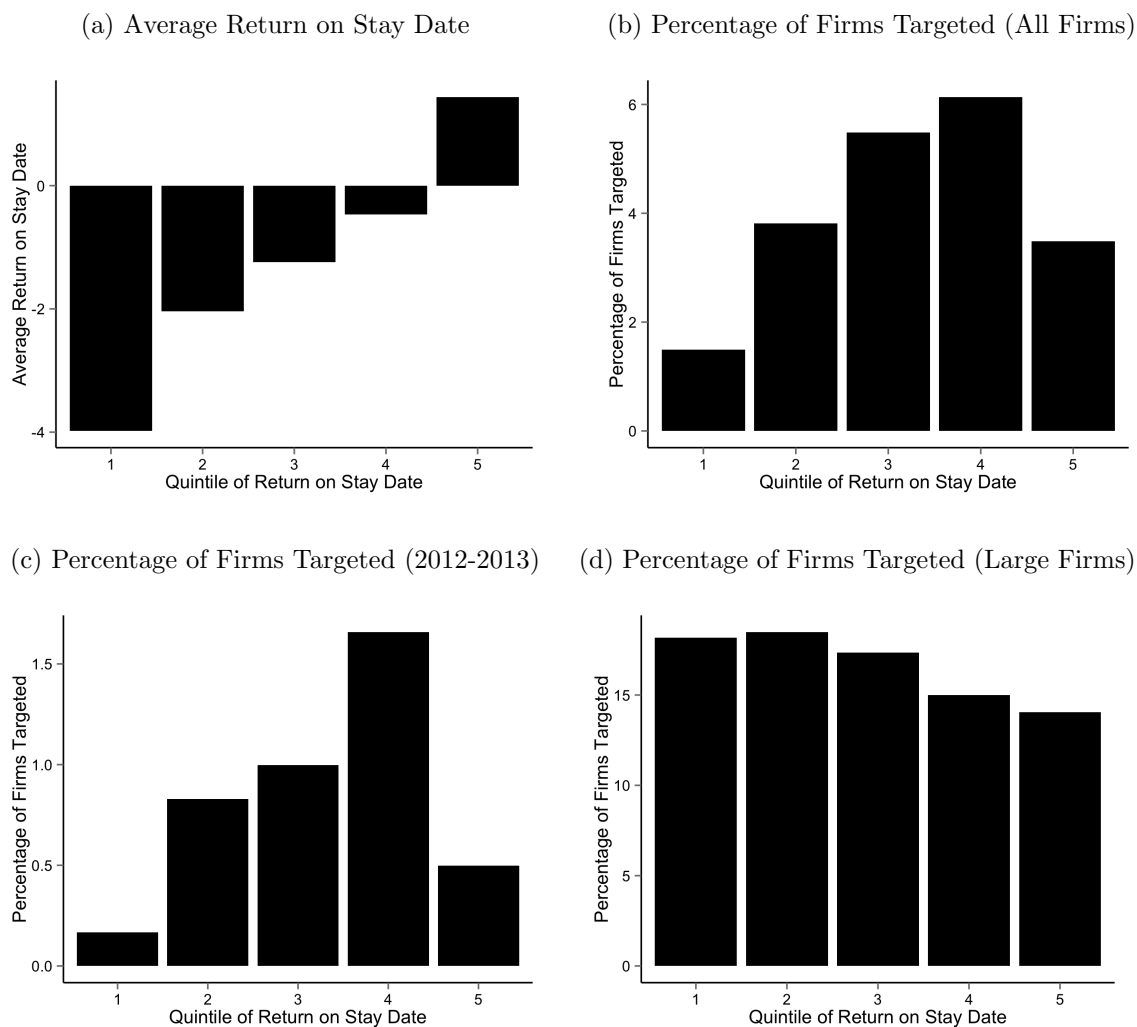 (a) Average Return on Stay Date
Average Return on Stay Date
0
-2
-4
1 2 3 4 5
Quintile of Return on Stay Date
(b) Percentage of Firms Targeted (All Firms)
Percentage of Firms Targeted
6
4
2
0
1 2 3 4 5
Quintile of Return on Stay Date
(c) Percentage of Firms Targeted (2012-2013)
Percentage of Firms Targeted
1.5
1.0
0.5
0.0
1 2 3 4 5
Quintile of Return on Stay Date
(d) Percentage of Firms Targeted (Large Firms)
Percentage of Firms Targeted
15
10
5
0
1 2 3 4 5
Quintile of Return on Stay Date